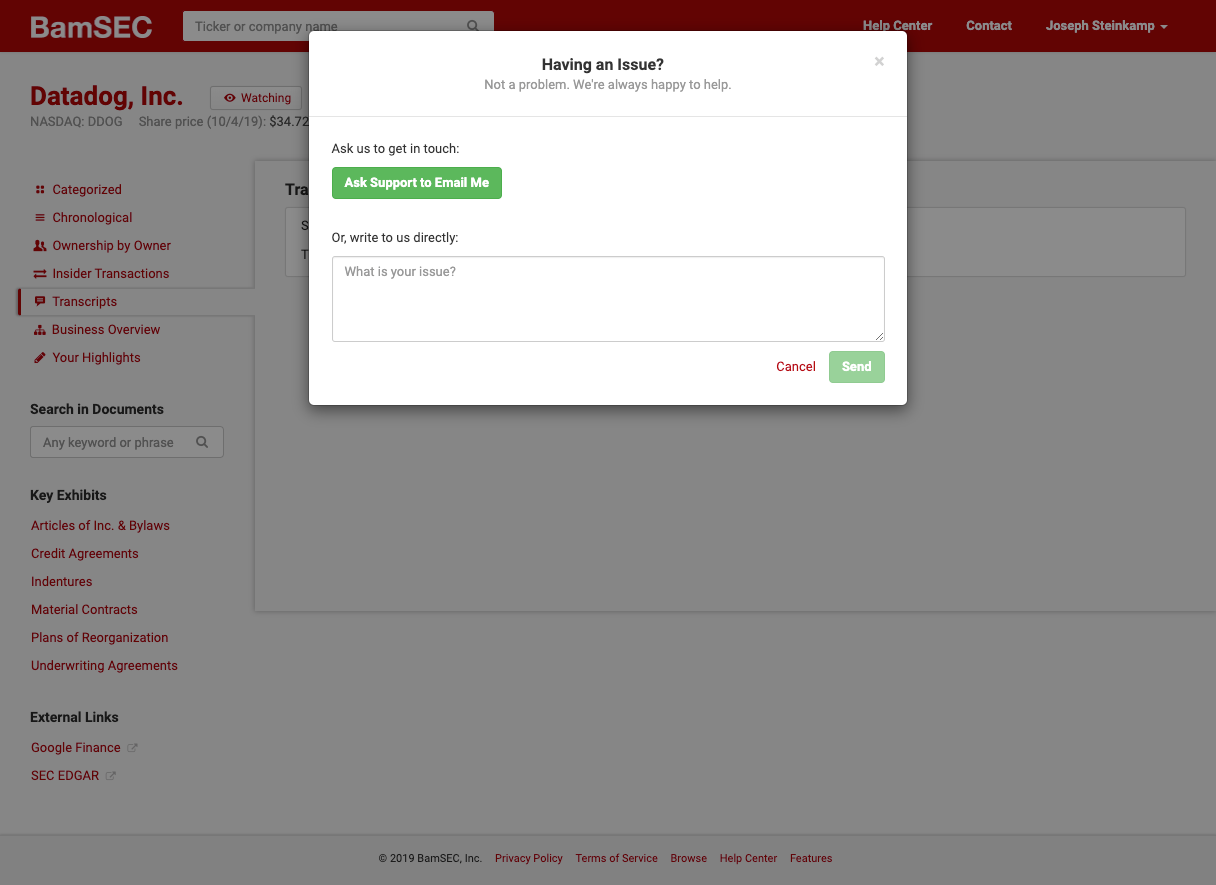 BamSEC
Ticker or company name
Help Center
Contact
Joseph Steinkamp
Having an Issue?
×
Not a problem. We're always happy to help.
Datadog, Inc.
Watching
NASDAQ: DDOG
Share price (10/4/19): $34.72
Ask us to get in touch:
Ask Support to Email Me
Or, write to us directly:
What is your issue?
Cancel
Send
Categorized
Chronological
Ownership by Owner
Insider Transactions
Transcripts
Business Overview
Your Highlights
Tra
S
T
Search in Documents
Any keyword or phrase
Key Exhibits
Articles of Inc. & Bylaws
Credit Agreements
Indentures
Material Contracts
Plans of Reorganization
Underwriting Agreements
External Links
Google Finance
SEC EDGAR
© 2019 BamSEC, Inc. Privacy Policy Terms of Service Browse Help Center Features